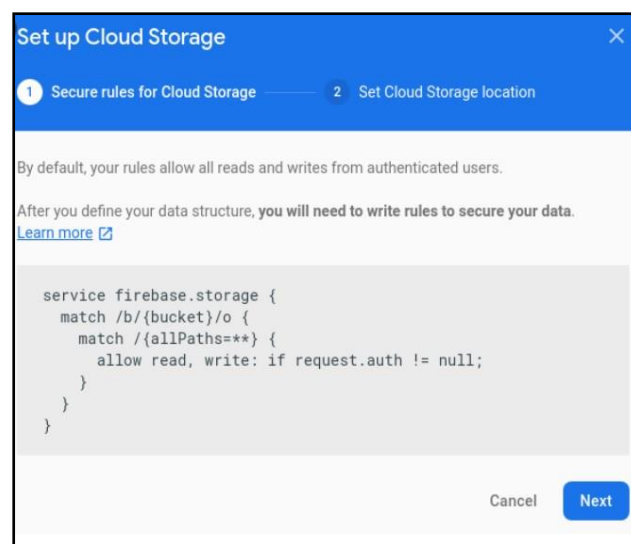 Set up Cloud Storage
1 Secure rules for Cloud Storage 2 Set Cloud Storage location
By default, your rules allow all reads and writes from authenticated users.
After you define your data structure, you will need to write rules to secure your data.
Learn more
service firebase.storage {
  match /b/{bucket}/o {
    match /{allPaths=**} {
      allow read, write: if request.auth != null;
    }
  }
}
Cancel Next